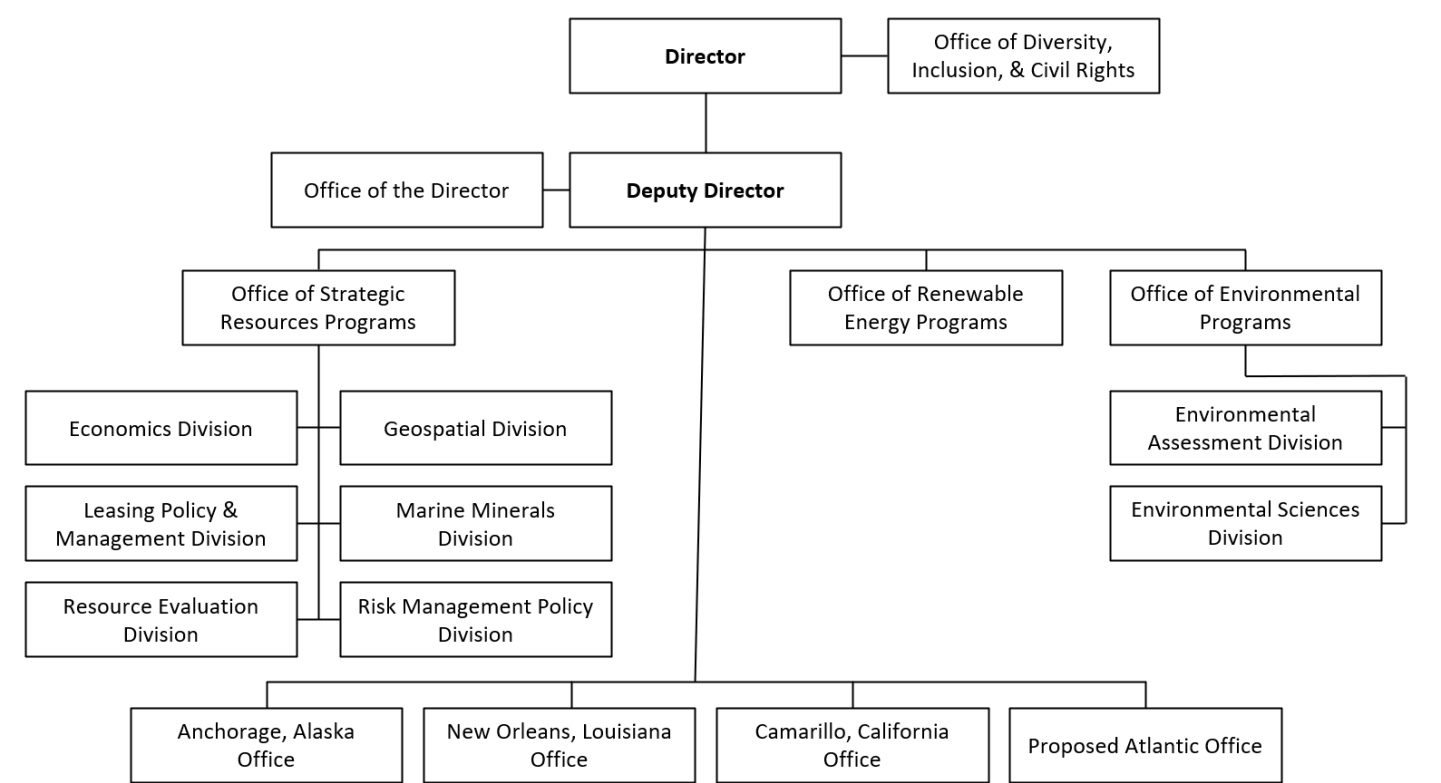 Director
Office of Diversity,
Inclusion, & Civil Rights
Office of the Director
Deputy Director
Office of Strategic
Resources Programs
Office of Renewable
Energy Programs
Office of Environmental
Programs
Economics Division
Geospatial Division
Environmental
Assessment Division
Leasing Policy &
Management Division
Marine Minerals
Division
Environmental Sciences
Division
Resource Evaluation
Division
Risk Management Policy
Division
Anchorage, Alaska
Office
New Orleans, Louisiana
Office
Camarillo, California
Office
Proposed Atlantic Office